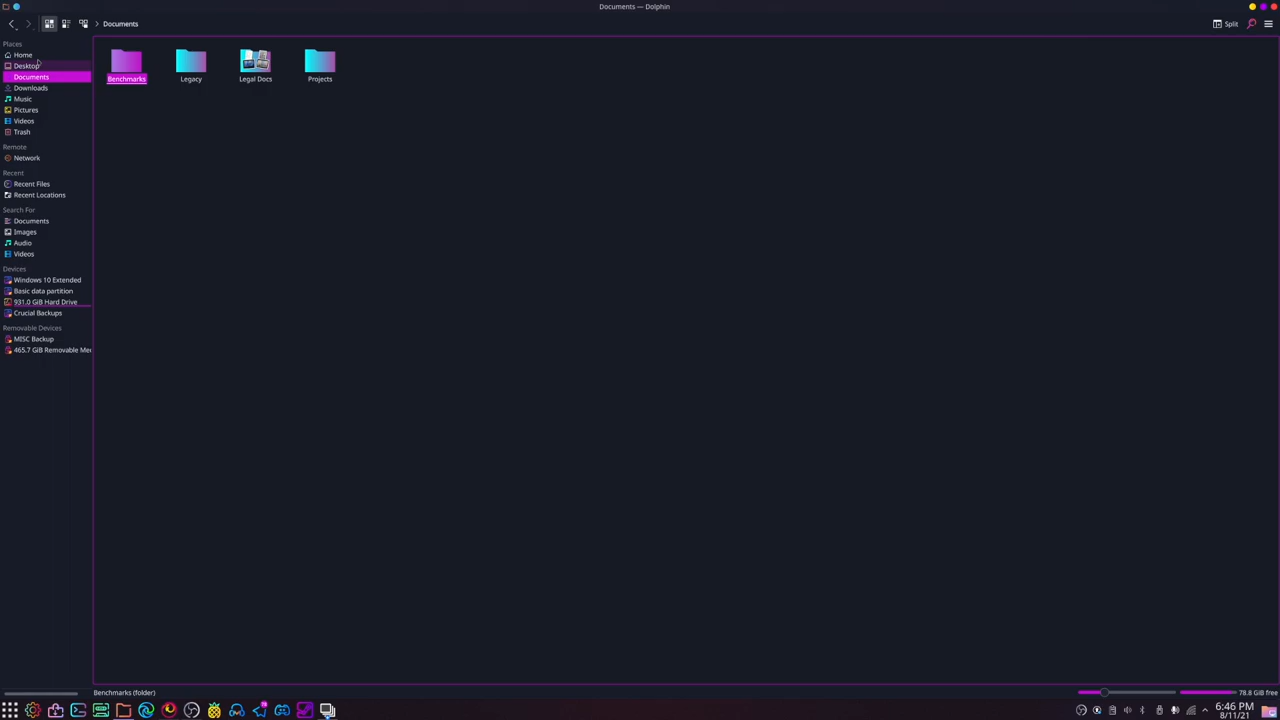 Documents — Dolphin
Documents
Split
Places
Home
Desktop
Documents
Downloads
Music
Pictures
Videos
Trash
Remote
Network
Recent
Recent Files
Recent Locations
Search For
Documents
Images
Audio
Videos
Devices
Windows 10 Extended
Basic data partition
931.0 GiB Hard Drive
Crucial Backups
Removable Devices
MISC Backup
465.7 GiB Removable Me
Benchmarks
Legacy
Legal Docs
Projects
Benchmarks (folder)
78.8 GiB free
6:46 PM
8/11/21